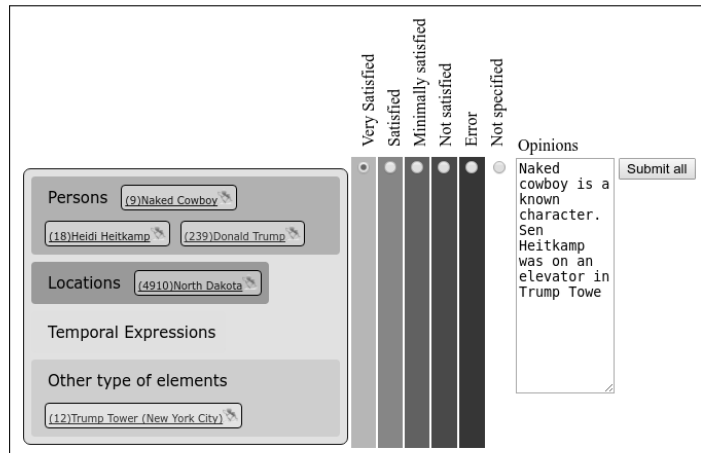 Very Satisfied
Satisfied
Minimally satisfied
Not satisfied
Error
Not specified
Opinions
Submit all
Persons (9)Naked Cowboy
(18)Heidi Heitkamp (239)Donald Trump
Locations (4910)North Dakota
Temporal Expressions
Other type of elements
(12)Trump Tower (New York City)
Naked
cowboy is a
known
character.
Sen
Heitkamp
was on an
elevator in
Trump Towe